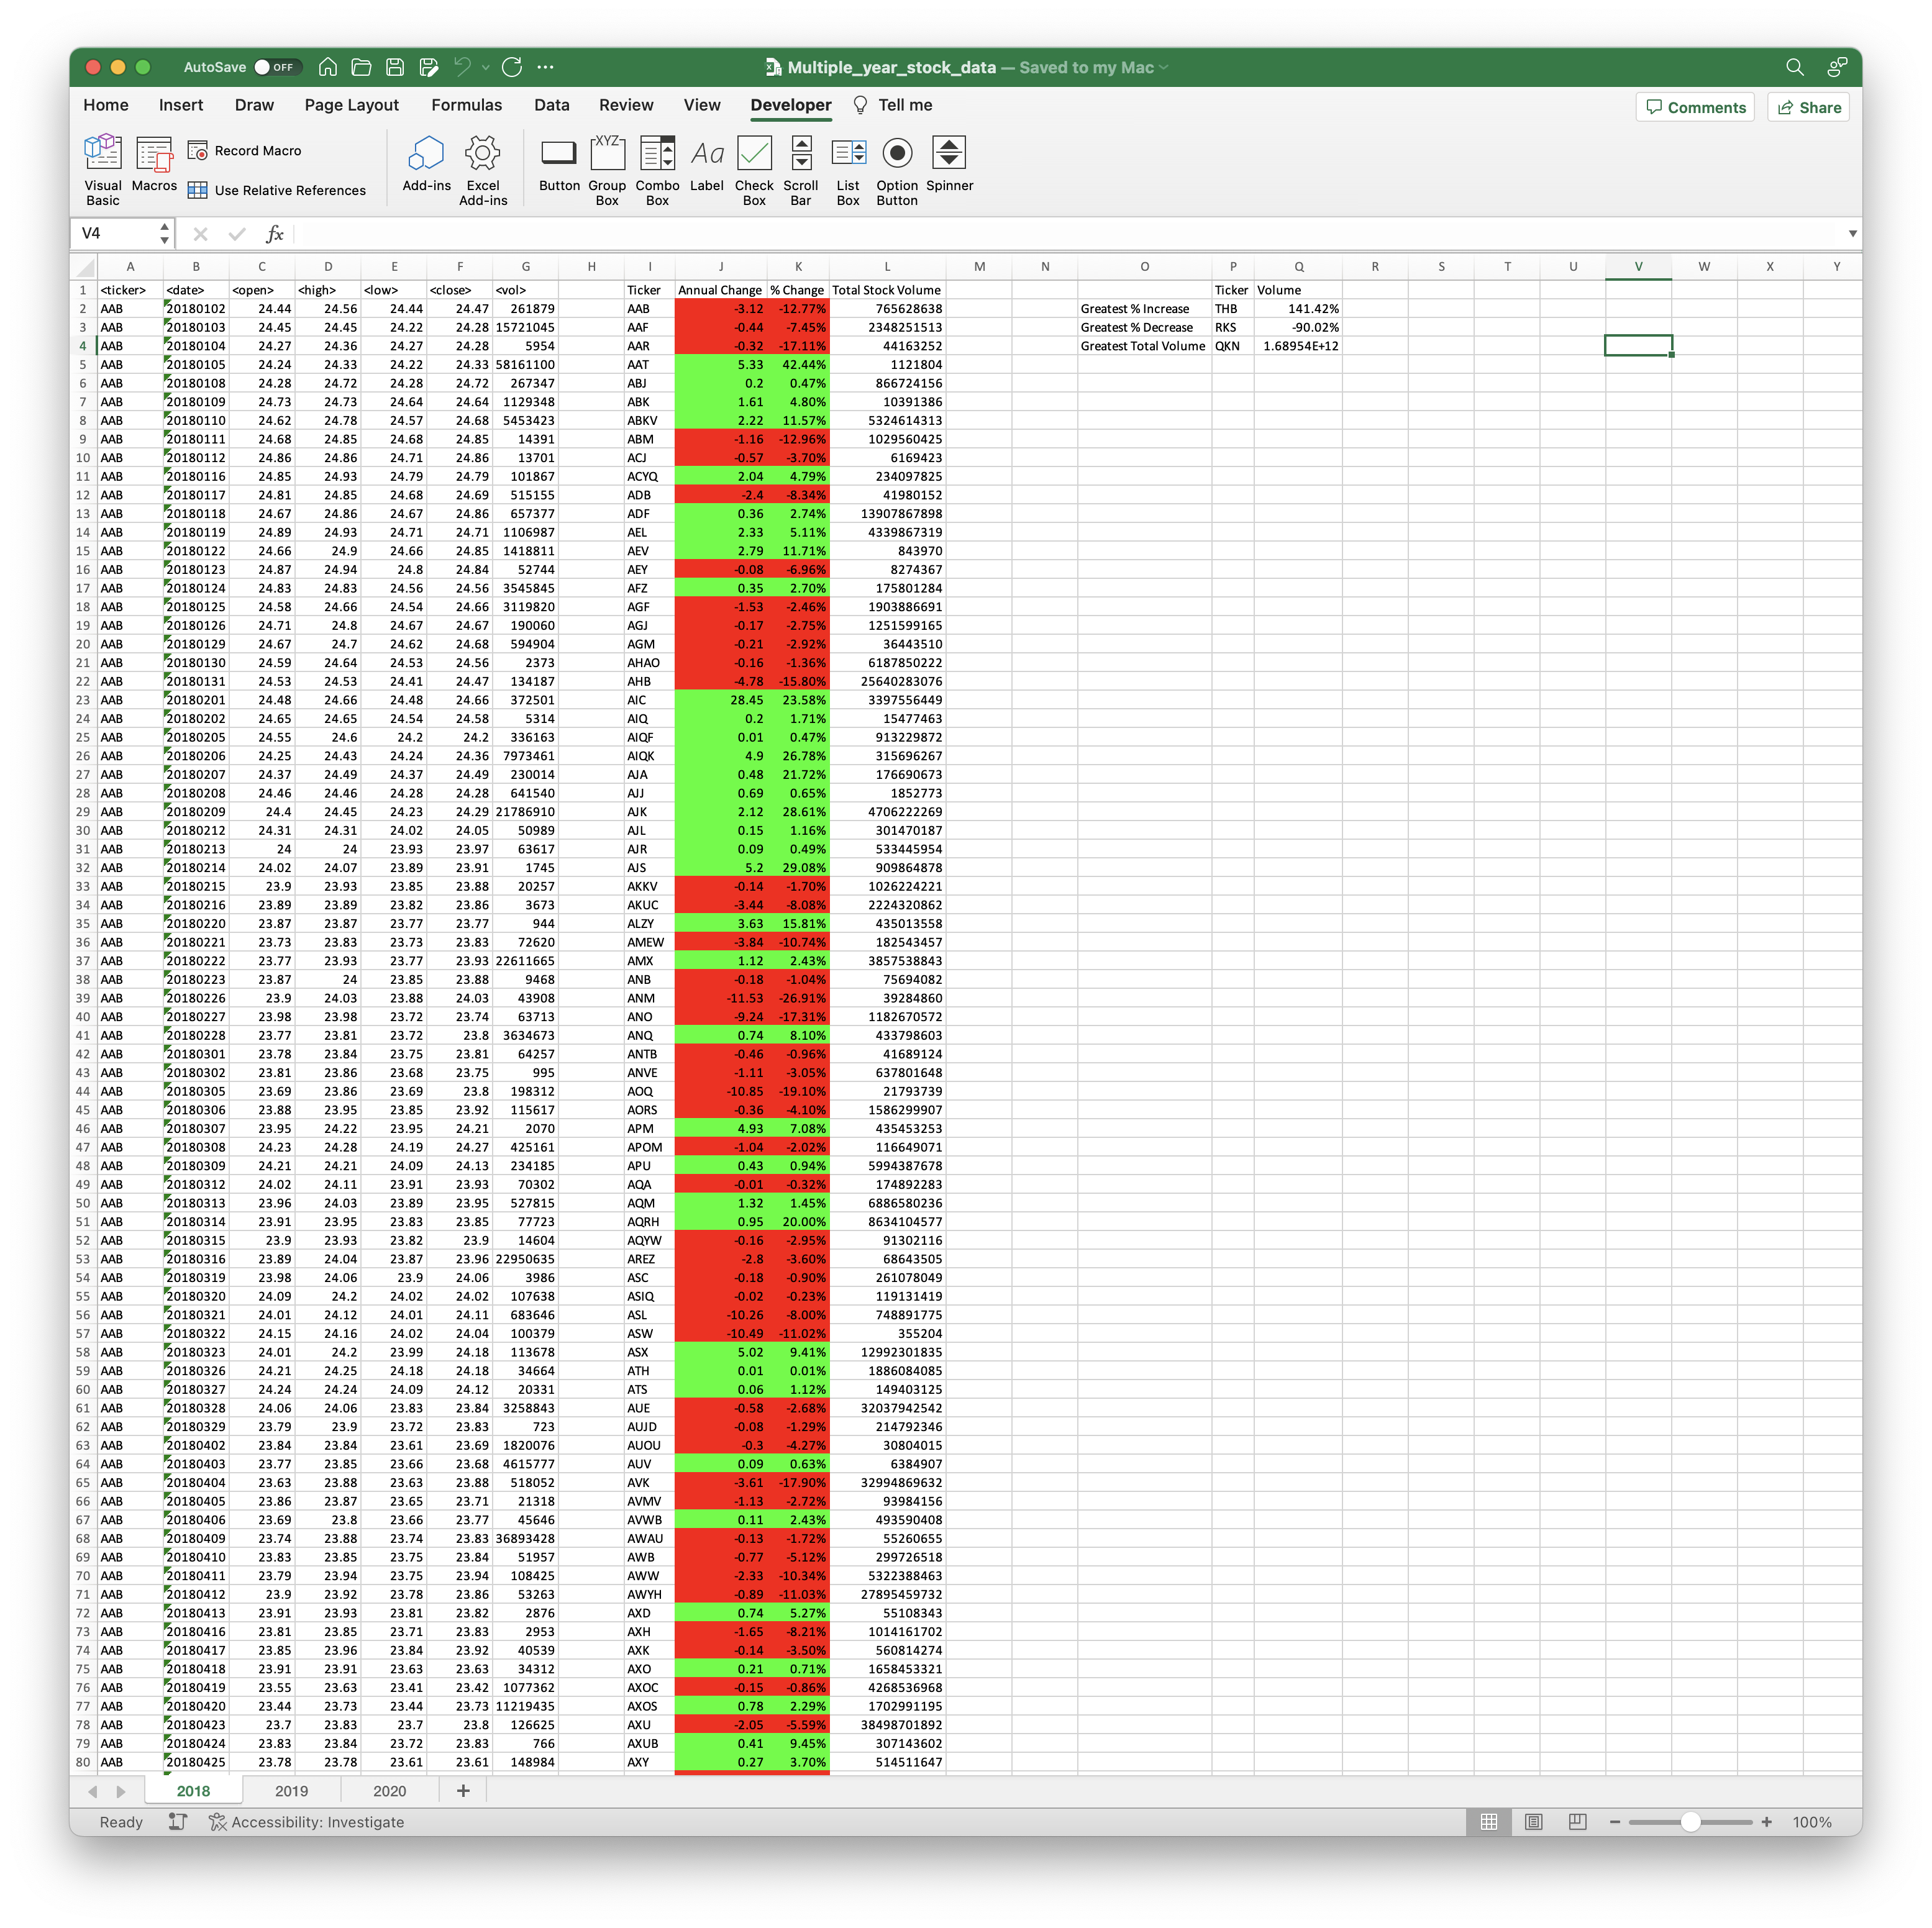 AutoSave OFF Multiple_year_stock_data — Saved to my Mac
Home Insert Draw Page Layout Formulas Data Review View Developer Tell me Comments Share
Visual Basic Macros Record Macro Use Relative References Add-ins Excel Add-ins Button XYZ Group Box Combo Box Aa Label Check Box Scroll Bar List Box Option Button Spinner
V4 fx
A B C D E F G H I J K L M N O P Q R S T U V W X Y
1 <ticker> <date> <open> <high> <low> <close> <vol> Ticker Annual Change % Change Total Stock Volume Ticker Volume
2 AAB 20180102 24.44 24.56 24.44 24.47 261879 AAB -3.12 -12.77% 765628638 Greatest % Increase THB 141.42%
3 AAB 20180103 24.45 24.45 24.22 24.28 15721045 AAF -0.44 -7.45% 2348251513 Greatest % Decrease RKS -90.02%
4 AAB 20180104 24.27 24.36 24.27 24.28 5954 AAR -0.32 -17.11% 44163252 Greatest Total Volume QKN 1.68954E+12
5 AAB 20180105 24.24 24.33 24.22 24.33 58161100 AAT 5.33 42.44% 1121804
6 AAB 20180108 24.28 24.72 24.28 24.72 267347 ABJ 0.2 0.47% 866724156
7 AAB 20180109 24.73 24.73 24.64 24.64 1129348 ABK 1.61 4.80% 10391386
8 AAB 20180110 24.62 24.78 24.57 24.68 5453423 ABKV 2.22 11.57% 5324614313
9 AAB 20180111 24.68 24.85 24.68 24.85 14391 ABM -1.16 -12.96% 1029560425
10 AAB 20180112 24.86 24.86 24.71 24.86 13701 ACJ -0.57 -3.70% 6169423
11 AAB 20180116 24.85 24.93 24.79 24.79 101867 ACYQ 2.04 4.79% 234097825
12 AAB 20180117 24.81 24.85 24.68 24.69 515155 ADB -2.4 -8.34% 41980152
13 AAB 20180118 24.67 24.86 24.67 24.86 657377 ADF 0.36 2.74% 13907867898
14 AAB 20180119 24.89 24.93 24.71 24.71 1106987 AEL 2.33 5.11% 4339867319
15 AAB 20180122 24.66 24.9 24.66 24.85 1418811 AEV 2.79 11.71% 843970
16 AAB 20180123 24.87 24.94 24.8 24.84 52744 AEY -0.08 -6.96% 8274367
17 AAB 20180124 24.83 24.83 24.56 24.56 3545845 AFZ 0.35 2.70% 175801284
18 AAB 20180125 24.58 24.66 24.54 24.66 3119820 AGF -1.53 -2.46% 1903886691
19 AAB 20180126 24.71 24.8 24.67 24.67 190060 AGJ -0.17 -2.75% 1251599165
20 AAB 20180129 24.67 24.7 24.62 24.68 594904 AGM -0.21 -2.92% 36443510
21 AAB 20180130 24.59 24.64 24.53 24.56 2373 AHAO -0.16 -1.36% 6187850222
22 AAB 20180131 24.53 24.53 24.41 24.47 134187 AHB -4.78 -15.80% 25640283076
23 AAB 20180201 24.48 24.66 24.48 24.66 372501 AIC 28.45 23.58% 3397556449
24 AAB 20180202 24.65 24.65 24.54 24.58 5314 AIQ 0.2 1.71% 15477463
25 AAB 20180205 24.55 24.6 24.2 24.2 336163 AIQF 0.01 0.47% 913229872
26 AAB 20180206 24.25 24.43 24.24 24.36 7973461 AIQK 4.9 26.78% 315696267
27 AAB 20180207 24.37 24.49 24.37 24.49 230014 AJA 0.48 21.72% 176690673
28 AAB 20180208 24.46 24.46 24.28 24.28 641540 AJJ 0.69 0.65% 1852773
29 AAB 20180209 24.4 24.45 24.23 24.29 21786910 AJK 2.12 28.61% 4706222269
30 AAB 20180212 24.31 24.31 24.02 24.05 50989 AJL 0.15 1.16% 301470187
31 AAB 20180213 24 24 23.93 23.97 63617 AJR 0.09 0.49% 533445954
32 AAB 20180214 24.02 24.07 23.89 23.91 1745 AJS 5.2 29.08% 909864878
33 AAB 20180215 23.9 23.93 23.85 23.88 20257 AKKV -0.14 -1.70% 1026224221
34 AAB 20180216 23.89 23.89 23.82 23.86 3673 AKUC -3.44 -8.08% 2224320862
35 AAB 20180220 23.87 23.87 23.77 23.77 944 ALZY 3.63 15.81% 435013558
36 AAB 20180221 23.73 23.83 23.73 23.83 72620 AMEW -3.84 -10.74% 182543457
37 AAB 20180222 23.77 23.93 23.77 23.93 22611665 AMX 1.12 2.43% 3857538843
38 AAB 20180223 23.87 24 23.85 23.88 9468 ANB -0.18 -1.04% 75694082
39 AAB 20180226 23.9 24.03 23.88 24.03 43908 ANM -11.53 -26.91% 39284860
40 AAB 20180227 23.98 23.98 23.72 23.74 63713 ANO -9.24 -17.31% 1182670572
41 AAB 20180228 23.77 23.81 23.72 23.8 3634673 ANQ 0.74 8.10% 433798603
42 AAB 20180301 23.78 23.84 23.75 23.81 64257 ANTB -0.46 -0.96% 41689124
43 AAB 20180302 23.81 23.86 23.68 23.75 995 ANVE -1.11 -3.05% 637801648
44 AAB 20180305 23.69 23.86 23.69 23.8 198312 AOQ -10.85 -19.10% 21793739
45 AAB 20180306 23.88 23.95 23.85 23.92 115617 AORS -0.36 -4.10% 1586299907
46 AAB 20180307 23.95 24.22 23.95 24.21 2070 APM 4.93 7.08% 435453253
47 AAB 20180308 24.23 24.28 24.19 24.27 425161 APOM -1.04 -2.02% 116649071
48 AAB 20180309 24.21 24.21 24.09 24.13 234185 APU 0.43 0.94% 5994387678
49 AAB 20180312 24.02 24.11 23.91 23.93 70302 AQA -0.01 -0.32% 174892283
50 AAB 20180313 23.96 24.03 23.89 23.95 527815 AQM 1.32 1.45% 6886580236
51 AAB 20180314 23.91 23.95 23.83 23.85 77723 AQRH 0.95 20.00% 8634104577
52 AAB 20180315 23.9 23.93 23.82 23.9 14604 AQYW -0.16 -2.95% 91302116
53 AAB 20180316 23.89 24.04 23.87 23.96 22950635 AREZ -2.8 -3.60% 68643505
54 AAB 20180319 23.98 24.06 23.9 24.06 3986 ASC -0.18 -0.90% 261078049
55 AAB 20180320 24.09 24.2 24.02 24.02 107638 ASIQ -0.02 -0.23% 119131419
56 AAB 20180321 24.01 24.12 24.01 24.11 683646 ASL -10.26 -8.00% 748891775
57 AAB 20180322 24.15 24.16 24.02 24.04 100379 ASW -10.49 -11.02% 355204
58 AAB 20180323 24.01 24.2 23.99 24.18 113678 ASX 5.02 9.41% 12992301835
59 AAB 20180326 24.21 24.25 24.18 24.18 34664 ATH 0.01 0.01% 1886084085
60 AAB 20180327 24.24 24.24 24.09 24.12 20331 ATS 0.06 1.12% 149403125
61 AAB 20180328 24.06 24.06 23.83 23.84 3258843 AUE -0.58 -2.68% 32037942542
62 AAB 20180329 23.79 23.9 23.72 23.83 723 AUJD -0.08 -1.29% 214792346
63 AAB 20180402 23.84 23.84 23.61 23.69 1820076 AUOU -0.3 -4.27% 30804015
64 AAB 20180403 23.77 23.85 23.66 23.68 4615777 AUV 0.09 0.63% 6384907
65 AAB 20180404 23.63 23.88 23.63 23.88 518052 AVK -3.61 -17.90% 32994869632
66 AAB 20180405 23.86 23.87 23.65 23.71 21318 AVMV -1.13 -2.72% 93984156
67 AAB 20180406 23.69 23.8 23.66 23.77 45646 AVWB 0.11 2.43% 493590408
68 AAB 20180409 23.74 23.88 23.74 23.83 36893428 AWAU -0.13 -1.72% 55260655
69 AAB 20180410 23.83 23.85 23.75 23.84 51957 AWB -0.77 -5.12% 299726518
70 AAB 20180411 23.79 23.94 23.75 23.94 108425 AWW -2.33 -10.34% 5322388463
71 AAB 20180412 23.9 23.92 23.78 23.86 53263 AWYH -0.89 -11.03% 27895459732
72 AAB 20180413 23.91 23.93 23.81 23.82 2876 AXD 0.74 5.27% 55108343
73 AAB 20180416 23.81 23.85 23.71 23.83 2953 AXH -1.65 -8.21% 1014161702
74 AAB 20180417 23.85 23.96 23.84 23.92 40539 AXK -0.14 -3.50% 560814274
75 AAB 20180418 23.91 23.91 23.63 23.63 34312 AXO 0.21 0.71% 1658453321
76 AAB 20180419 23.55 23.63 23.41 23.42 1077362 AXOC -0.15 -0.86% 4268536968
77 AAB 20180420 23.44 23.73 23.44 23.73 11219435 AXOS 0.78 2.29% 1702991195
78 AAB 20180423 23.7 23.83 23.7 23.8 126625 AXU -2.05 -5.59% 38498701892
79 AAB 20180424 23.83 23.84 23.72 23.83 766 AXUB 0.41 9.45% 307143602
80 AAB 20180425 23.78 23.78 23.61 23.61 148984 AXY 0.27 3.70% 514511647
2018 2019 2020 +
Ready Accessibility: Investigate 100%